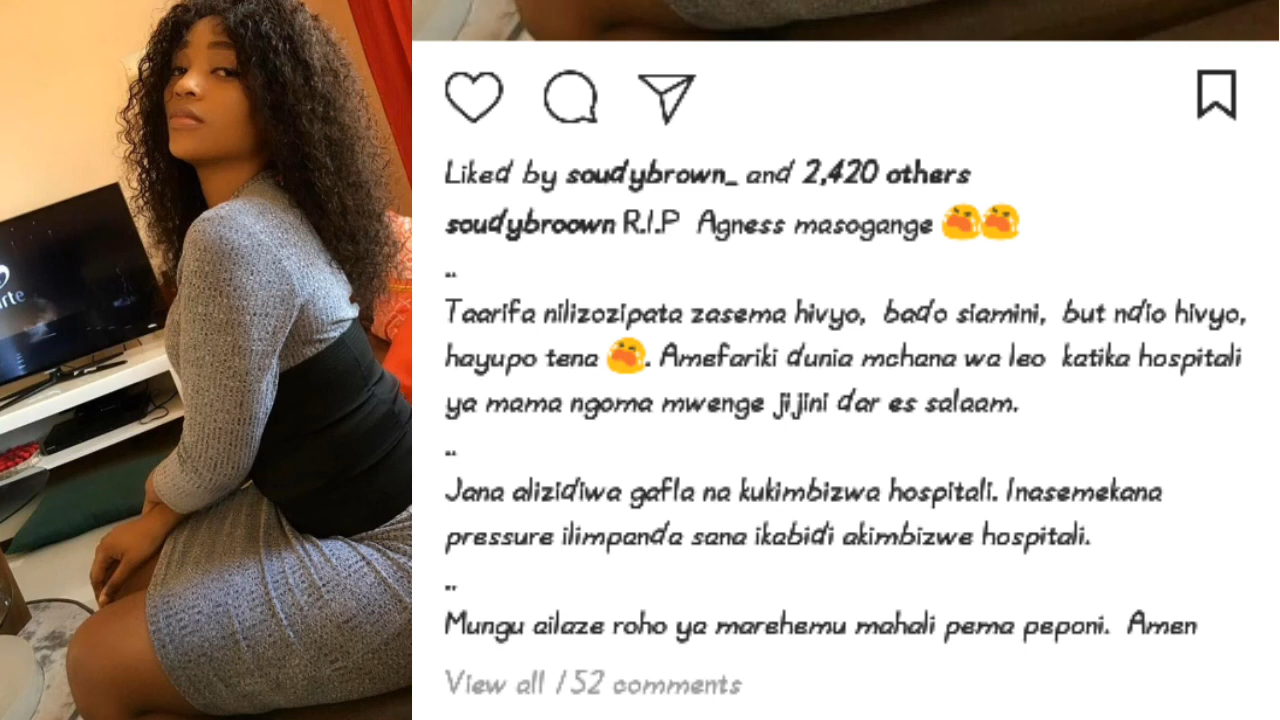 arte
Liked by soudybrown_ and 2,420 others
soudybroown R.I.P Agness masogange 😭😭
..
Taarifa nilizozipata zasema hivyo, bado siamini, but ndio hivyo,
hayupo tena 😭. Amefariki dunia mchana wa leo katika hospitali
ya mama ngoma mwenge jijini dar es salaam.
..
Jana alizidiwa gafla na kukimbizwa hospitali. Inasemekana
pressure ilimpanda sana ikabidi akimbizwe hospitali.
..
Mungu ailaze roho ya marehemu mahali pema peponi. Amen
View all 152 comments